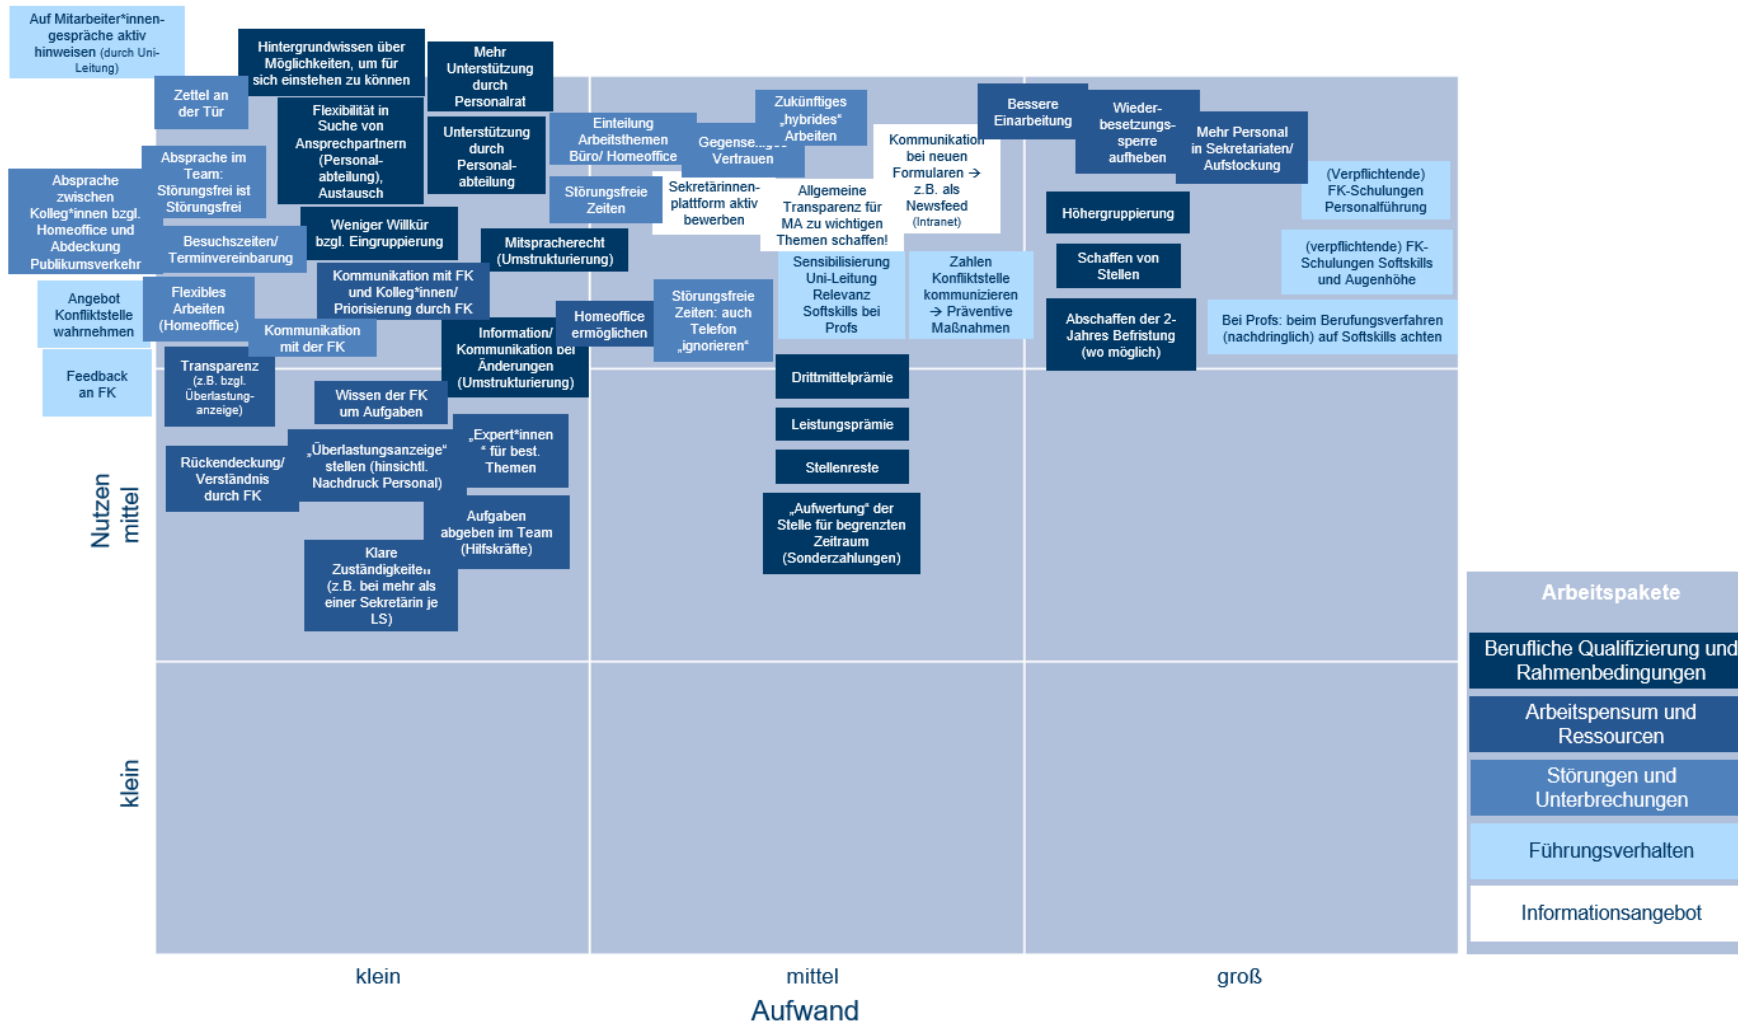 Auf Mitarbeiter*innen-
gespräche aktiv
hinweisen (durch Uni-
Leitung)
Hintergrundwissen über
Möglichkeiten, um für
sich einstehen zu können
Mehr
Unterstützung
durch
Personalrat
Zettel an
der Tür
Flexibilität in
Suche von
Ansprechpartnern
(Personal-
abteilung),
Austausch
Unterstützung
durch
Personal-
abteilung
Einteilung
Arbeitsthemen
Büro/ Homeoffice
Gegenseitiges
Vertrauen
Zukünftiges
„hybrides“
Arbeiten
Kommunikation
bei neuen
Formularen →
z.B. als
Newsfeed
(Intranet)
Bessere
Einarbeitung
Wieder-
besetzungs-
sperre
aufheben
Mehr Personal
in Sekretariaten/
Aufstockung
Absprache
zwischen
Kolleg*innen bzgl.
Homeoffice und
Abdeckung
Publikumsverkehr
Absprache im
Team:
Störungsfrei ist
Störungsfrei
Störungsfreie
Zeiten
Sekretärinnen-
plattform aktiv
bewerben
Allgemeine
Transparenz für
MA zu wichtigen
Themen schaffen!
(Verpflichtende)
FK-Schulungen
Personalführung
Höhergruppierung
Weniger Willkür
bzgl. Eingruppierung
Mitspracherecht
(Umstrukturierung)
Besuchszeiten/
Terminvereinbarung
Schaffen von
Stellen
(verpflichtende) FK-
Schulungen Softskills
und Augenhöhe
Kommunikation mit FK
und Kolleg*innen/
Priorisierung durch FK
Sensibilisierung
Uni-Leitung
Relevanz
Softskills bei
Profs
Zahlen
Konfliktstelle
kommunizieren
→ Präventive
Maßnahmen
Angebot
Konfliktstelle
wahrnehmen
Flexibles
Arbeiten
(Homeoffice)
Kommunikation
mit der FK
Information/
Kommunikation bei
Änderungen
(Umstrukturierung)
Homeoffice
ermöglichen
Störungsfreie
Zeiten: auch
Telefon
„ignorieren“
Abschaffen der 2-
Jahres Befristung
(wo möglich)
Bei Profs: beim Berufungsverfahren
(nachdringlich) auf Softskills achten
Feedback
an FK
Transparenz
(z.B. bzgl.
Überlastung-
anzeige)
Wissen der FK
um Aufgaben
Drittmittelprämie
Leistungsprämie
Stellenreste
„Aufwertung“ der
Stelle für begrenzten
Zeitraum
(Sonderzahlungen)
Rückendeckung/
Verständnis
durch FK
„Überlastungsanzeige“
stellen (hinsichtl.
Nachdruck Personal)
„Expert*innen
“ für best.
Themen
Aufgaben
abgeben im Team
(Hilfskräfte)
Klare
Zuständigkeiten
(z.B. bei mehr als
einer Sekretärin je
LS)
Nutzen
mittel
klein
klein
mittel
groß
Aufwand
Arbeitspakete
Berufliche Qualifizierung und
Rahmenbedingungen
Arbeitspensum und
Ressourcen
Störungen und
Unterbrechungen
Führungsverhalten
Informationsangebot